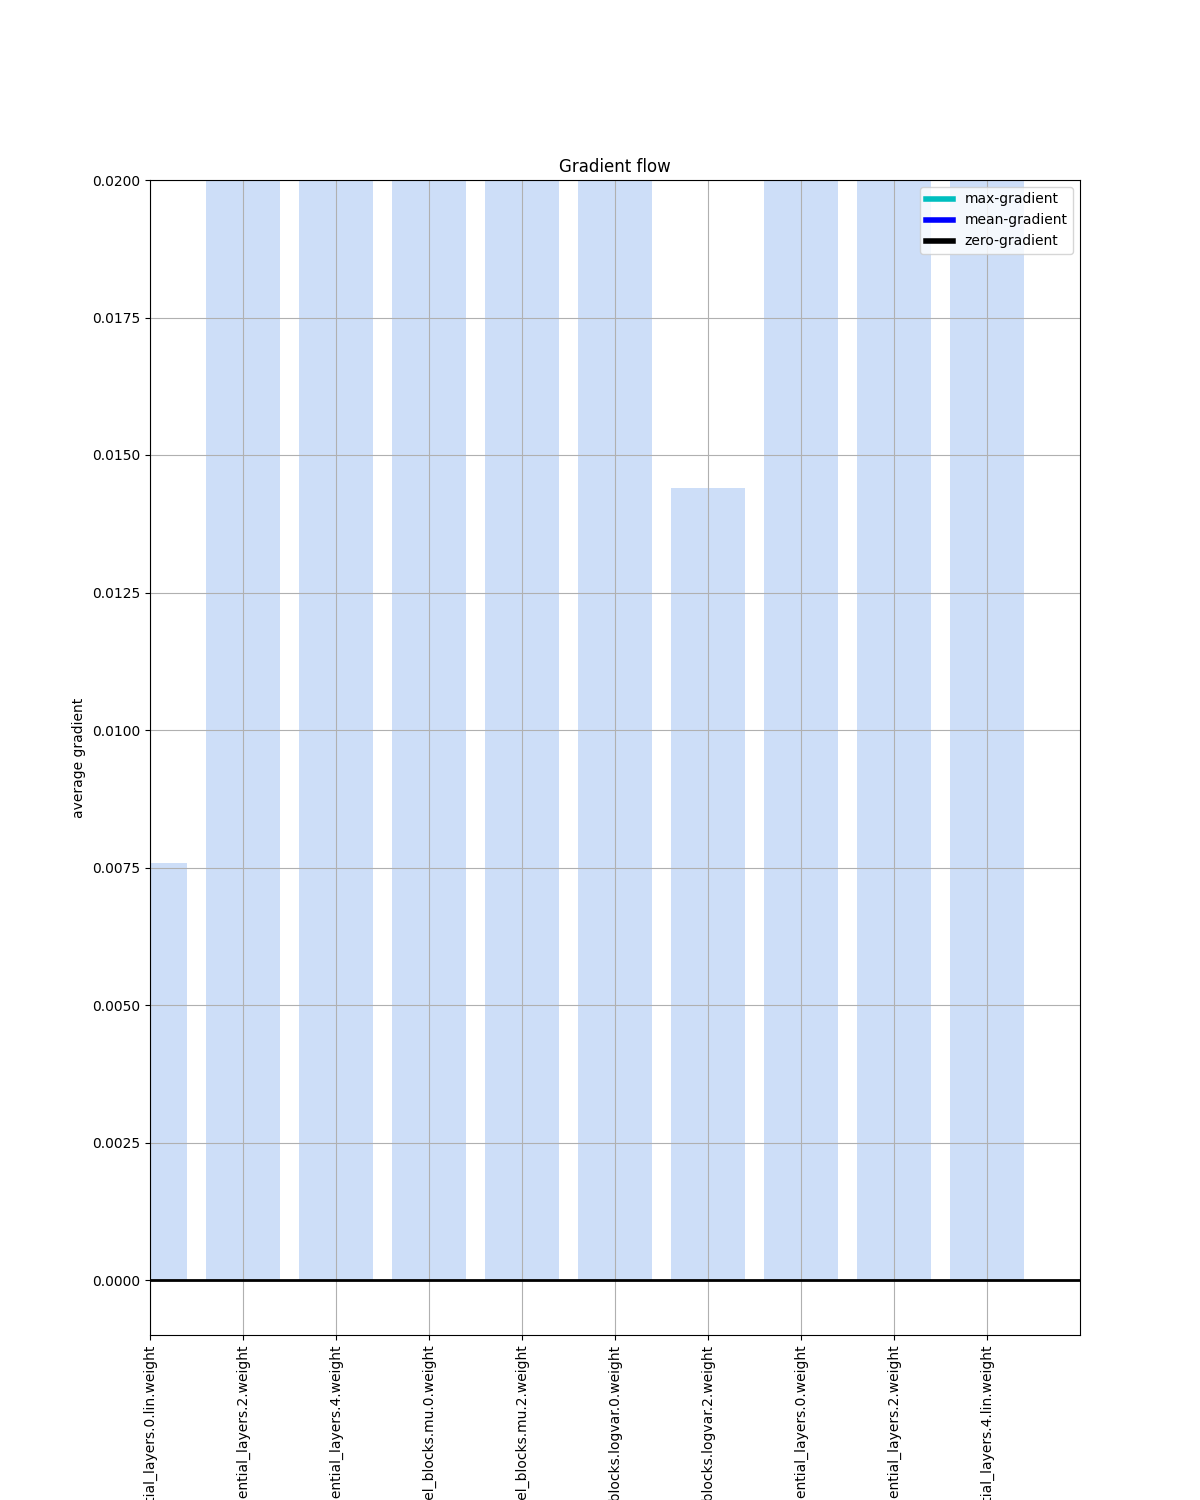 Gradient flow
max-gradient
mean-gradient
zero-gradient
average gradient
0.0200
0.0175
0.0150
0.0125
0.0100
0.0075
0.0050
0.0025
0.0000
tial_layers.0.lin.weight
ential_layers.2.weight
ential_layers.4.weight
el_blocks.mu.0.weight
el_blocks.mu.2.weight
blocks.logvar.0.weight
blocks.logvar.2.weight
ential_layers.0.weight
ential_layers.2.weight
tial_layers.4.lin.weight